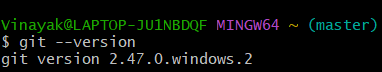 Vinayak@LAPTOP-JU1NBDQF MINGW64 ~ (master)
$ git --version
git version 2.47.0.windows.2